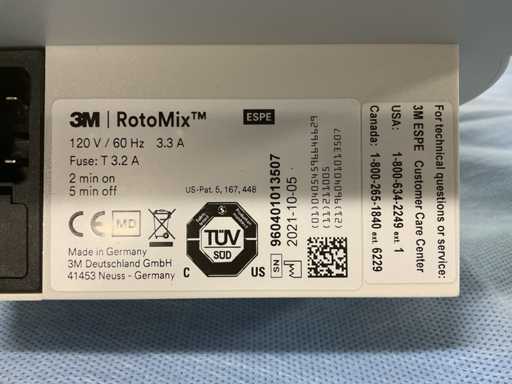 3M | RotoMix™
ESPE
120 V / 60 Hz 3.3 A
Fuse: T 3.2 A
2 min on
5 min off
US-Pat. 5, 167, 448
CE MD
TÜV
SÜD
C US
Made in Germany
3M Deutschland GmbH
41453 Neuss - Germany
SN 960401013507
2021-10-05
For technical questions or service:
3M ESPE Customer Care Center
USA: 1-800-634-2249 ext. 1
Canada: 1-800-265-1840 ext. 6229